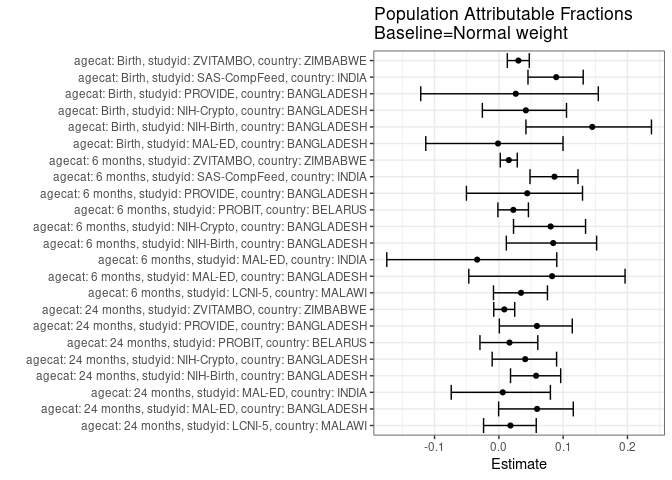 Population Attributable Fractions
Baseline=Normal weight
agecat: Birth, studyid: ZVITAMBO, country: ZIMBABWE
agecat: Birth, studyid: SAS-CompFeed, country: INDIA
agecat: Birth, studyid: PROVIDE, country: BANGLADESH
agecat: Birth, studyid: NIH-Crypto, country: BANGLADESH
agecat: Birth, studyid: NIH-Birth, country: BANGLADESH
agecat: Birth, studyid: MAL-ED, country: BANGLADESH
agecat: 6 months, studyid: ZVITAMBO, country: ZIMBABWE
agecat: 6 months, studyid: SAS-CompFeed, country: INDIA
agecat: 6 months, studyid: PROVIDE, country: BANGLADESH
agecat: 6 months, studyid: PROBIT, country: BELARUS
agecat: 6 months, studyid: NIH-Crypto, country: BANGLADESH
agecat: 6 months, studyid: NIH-Birth, country: BANGLADESH
agecat: 6 months, studyid: MAL-ED, country: INDIA
agecat: 6 months, studyid: MAL-ED, country: BANGLADESH
agecat: 6 months, studyid: LCNI-5, country: MALAWI
agecat: 24 months, studyid: ZVITAMBO, country: ZIMBABWE
agecat: 24 months, studyid: PROVIDE, country: BANGLADESH
agecat: 24 months, studyid: PROBIT, country: BELARUS
agecat: 24 months, studyid: NIH-Crypto, country: BANGLADESH
agecat: 24 months, studyid: NIH-Birth, country: BANGLADESH
agecat: 24 months, studyid: MAL-ED, country: INDIA
agecat: 24 months, studyid: MAL-ED, country: BANGLADESH
agecat: 24 months, studyid: LCNI-5, country: MALAWI
-0.1 0.0 0.1 0.2
Estimate